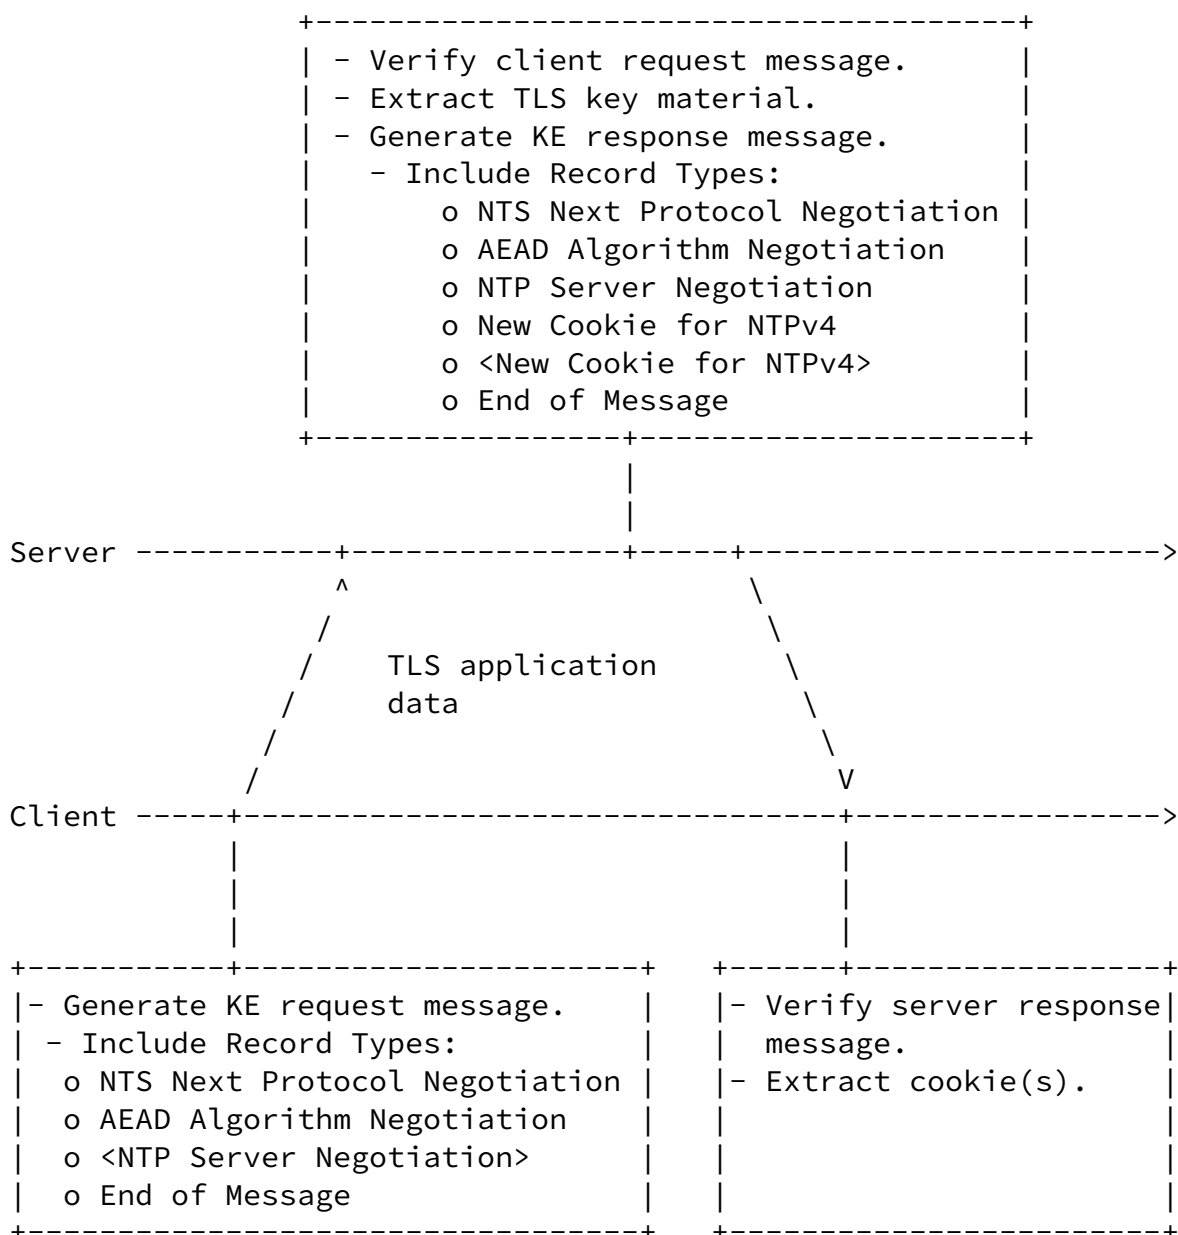 - Verify client request message.
- Extract TLS key material.
- Generate KE response message.
- Include Record Types:
o NTS Next Protocol Negotiation
o AEAD Algorithm Negotiation
o NTP Server Negotiation
o New Cookie for NTPv4
o <New Cookie for NTPv4>
o End of Message
Server
TLS application
data
Client
- Generate KE request message.
- Include Record Types:
o NTS Next Protocol Negotiation
o AEAD Algorithm Negotiation
o <NTP Server Negotiation>
o End of Message
- Verify server response
message.
- Extract cookie(s).